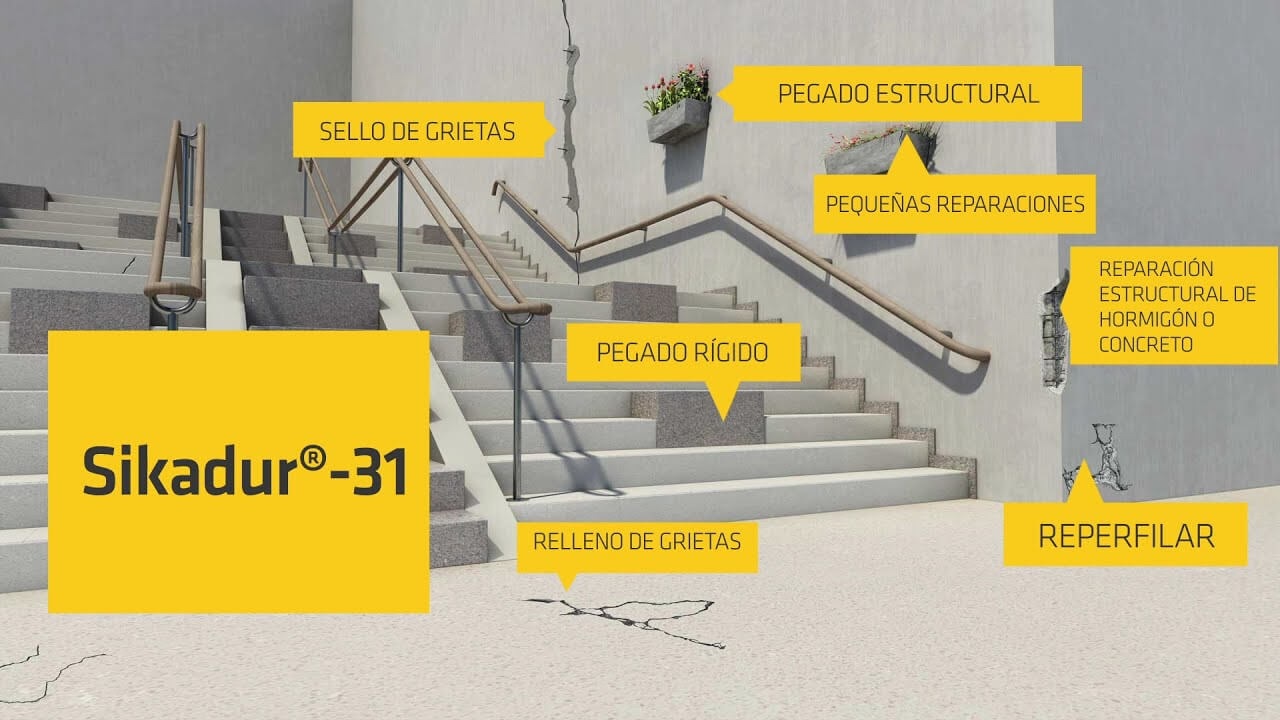 SELLO DE GRIETAS
PEGADO ESTRUCTURAL
PEQUEÑAS REPARACIONES
REPARACIÓN
ESTRUCTURAL DE
HORMIGÓN O
CONCRETO
PEGADO RÍGIDO
Sikadur®-31
RELLENO DE GRIETAS
REPERFILAR